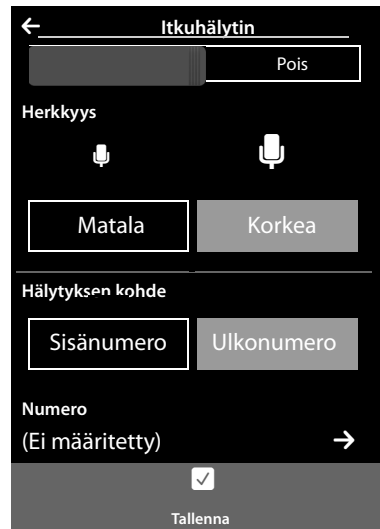 Itkuhälytin
Pois
Herkkyys
Matala Korkea
Hälytyksen kohde
Sisänumero Ulkonumero
Numero
(Ei määritetty)
Tallenna